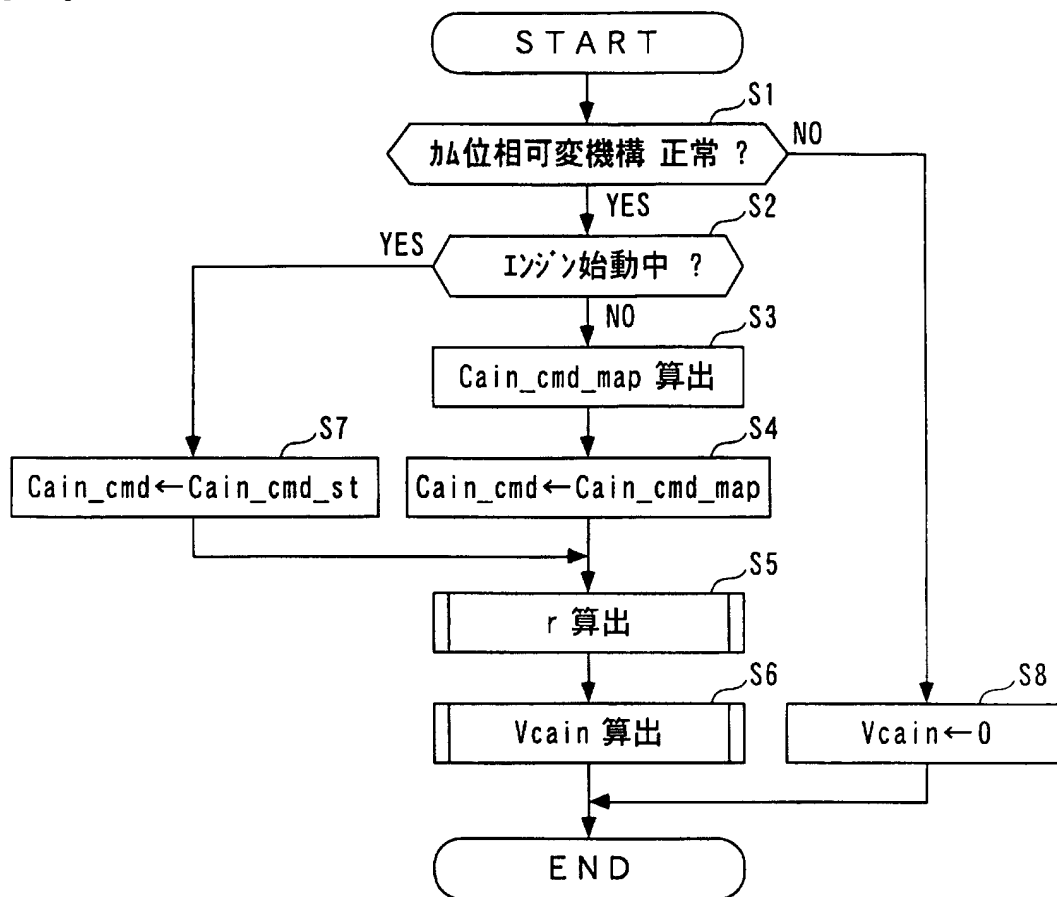 START
S1
ｶﾑ位相可変機構 正常 ?
NO
YES
S2
YES
ｴﾝｼﾞﾝ始動中 ?
NO
S3
Cain_cmd_map 算出
S7
S4
Cain_cmd←Cain_cmd_st
Cain_cmd←Cain_cmd_map
S5
r 算出
S6
S8
Vcain 算出
Vcain←0
END